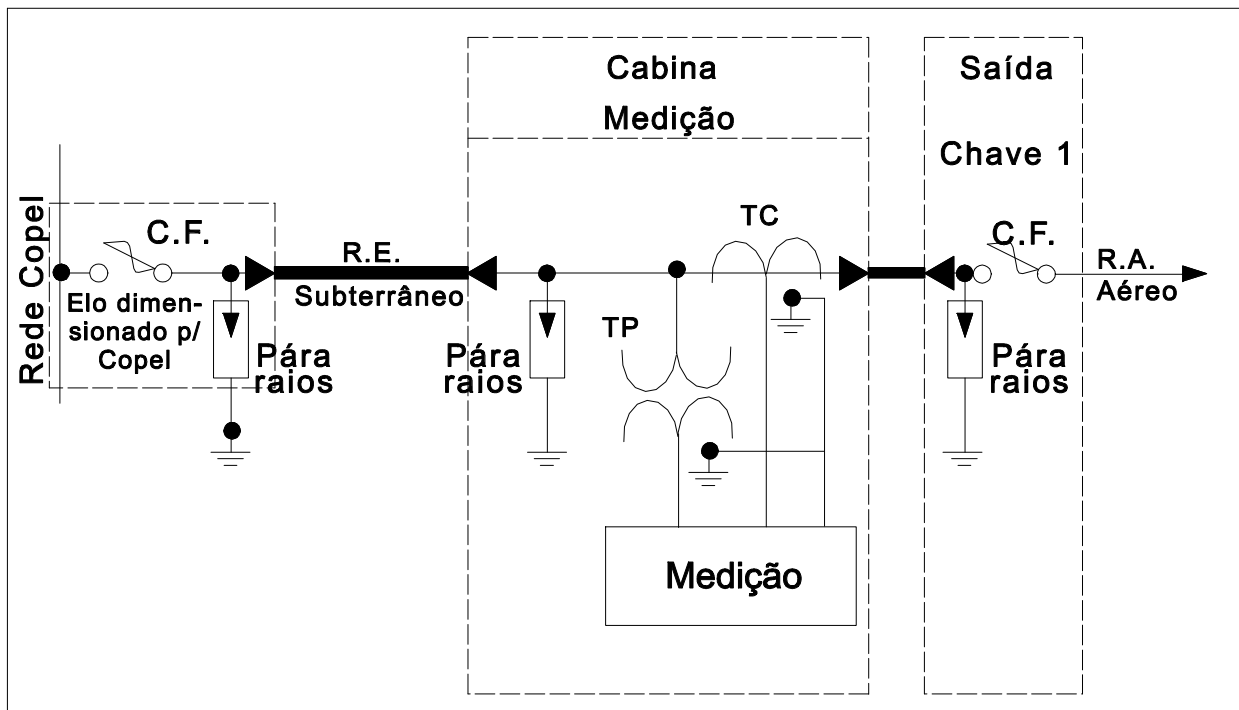 Cabina
Medição
Saída
Chave 1
Rede Copel
C.F.
Elo dimen-
sionado p/
Copel
Pára
raios
R.E.
Subterrâneo
Pára
raios
TP
TC
Medição
C.F.
Pára
raios
R.A.
Aéreo